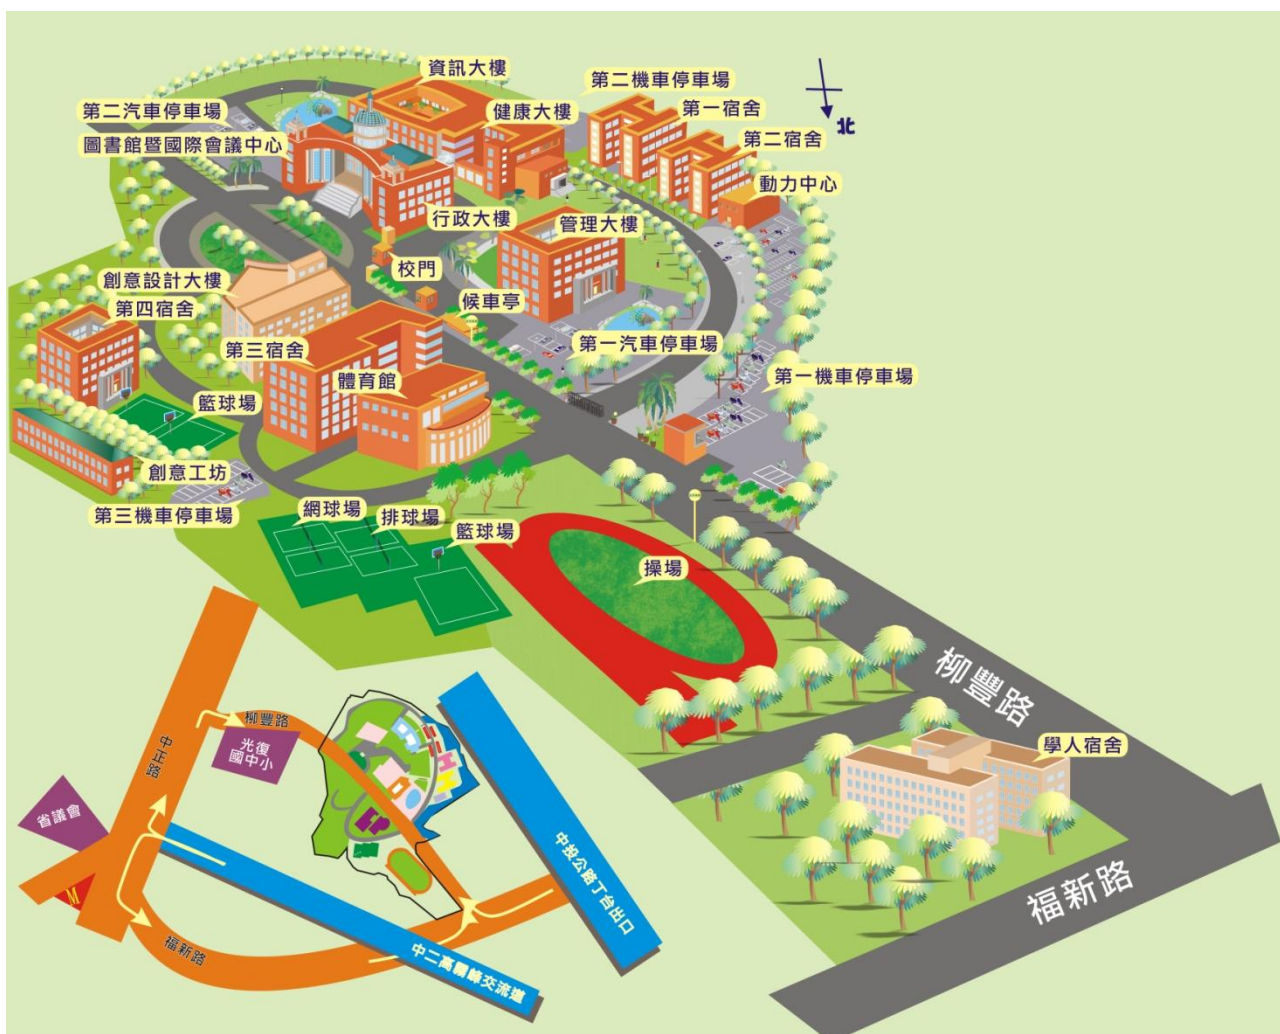 資訊大樓
第二機車停車場
第二汽車停車場
健康大樓
第一宿舍
圖書館暨國際會議中心
第二宿舍
北
動力中心
行政大樓
管理大樓
校門
創意設計大樓
候車亭
第四宿舍
第三宿舍
第一汽車停車場
體育館
第一機車停車場
籃球場
創意工坊
第三機車停車場
網球場
排球場
籃球場
操場
柳豐路
學人宿舍
福新路
柳豐路
光復
國中小
中正路
省議會
M
中投公路丁台出口
福新路
中二高霧峰交流道